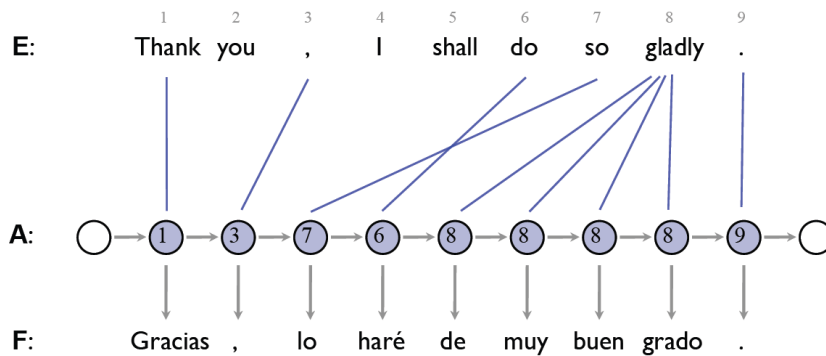 1 2 3 4 5 6 7 8 9
E: Thank you , I shall do so gladly .
A: 1 3 7 6 8 8 8 8 9
F: Gracias , lo haré de muy buen grado .